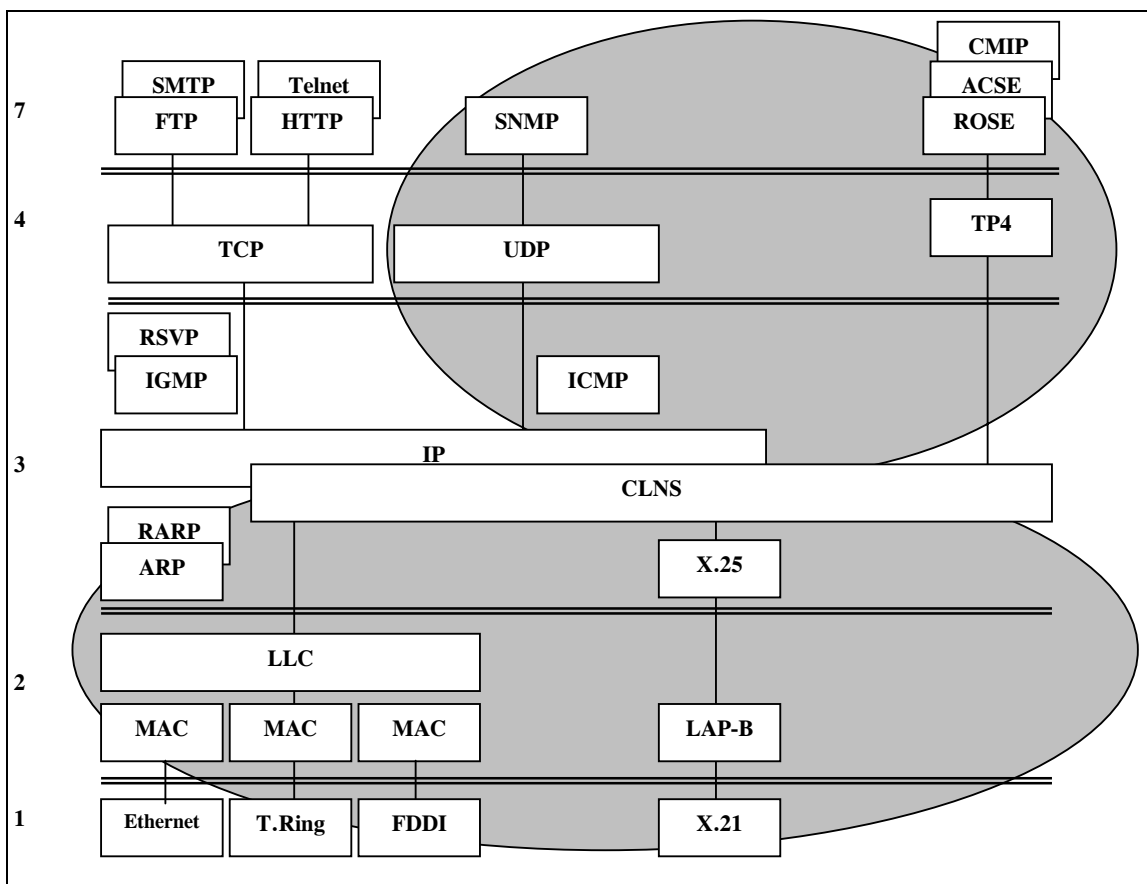 CMIP
SMTP Telnet ACSE
7 FTP HTTP SNMP ROSE
4 TCP UDP TP4
RSVP
IGMP ICMP
3 IP
CLNS
RARP
ARP X.25
LLC
2
MAC MAC MAC LAP-B
1 Ethernet T.Ring FDDI X.21